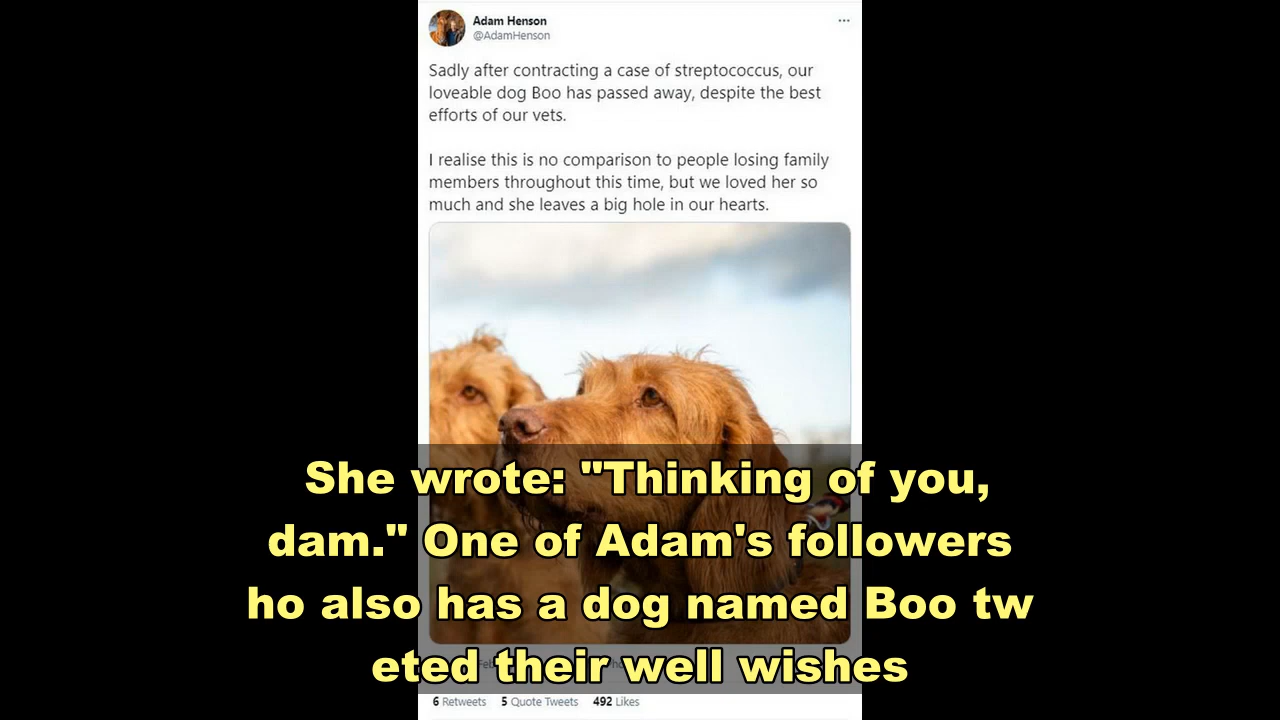 Adam Henson
@AdamHenson
Sadly after contracting a case of streptococcus, our
loveable dog Boo has passed away, despite the best
efforts of our vets.
I realise this is no comparison to people losing family
members throughout this time, but we loved her so
much and she leaves a big hole in our hearts.
She wrote: "Thinking of you,
dam." One of Adam's followers
ho also has a dog named Boo tw
eted their well wishes
6 Retweets 5 Quote Tweets 492 Likes